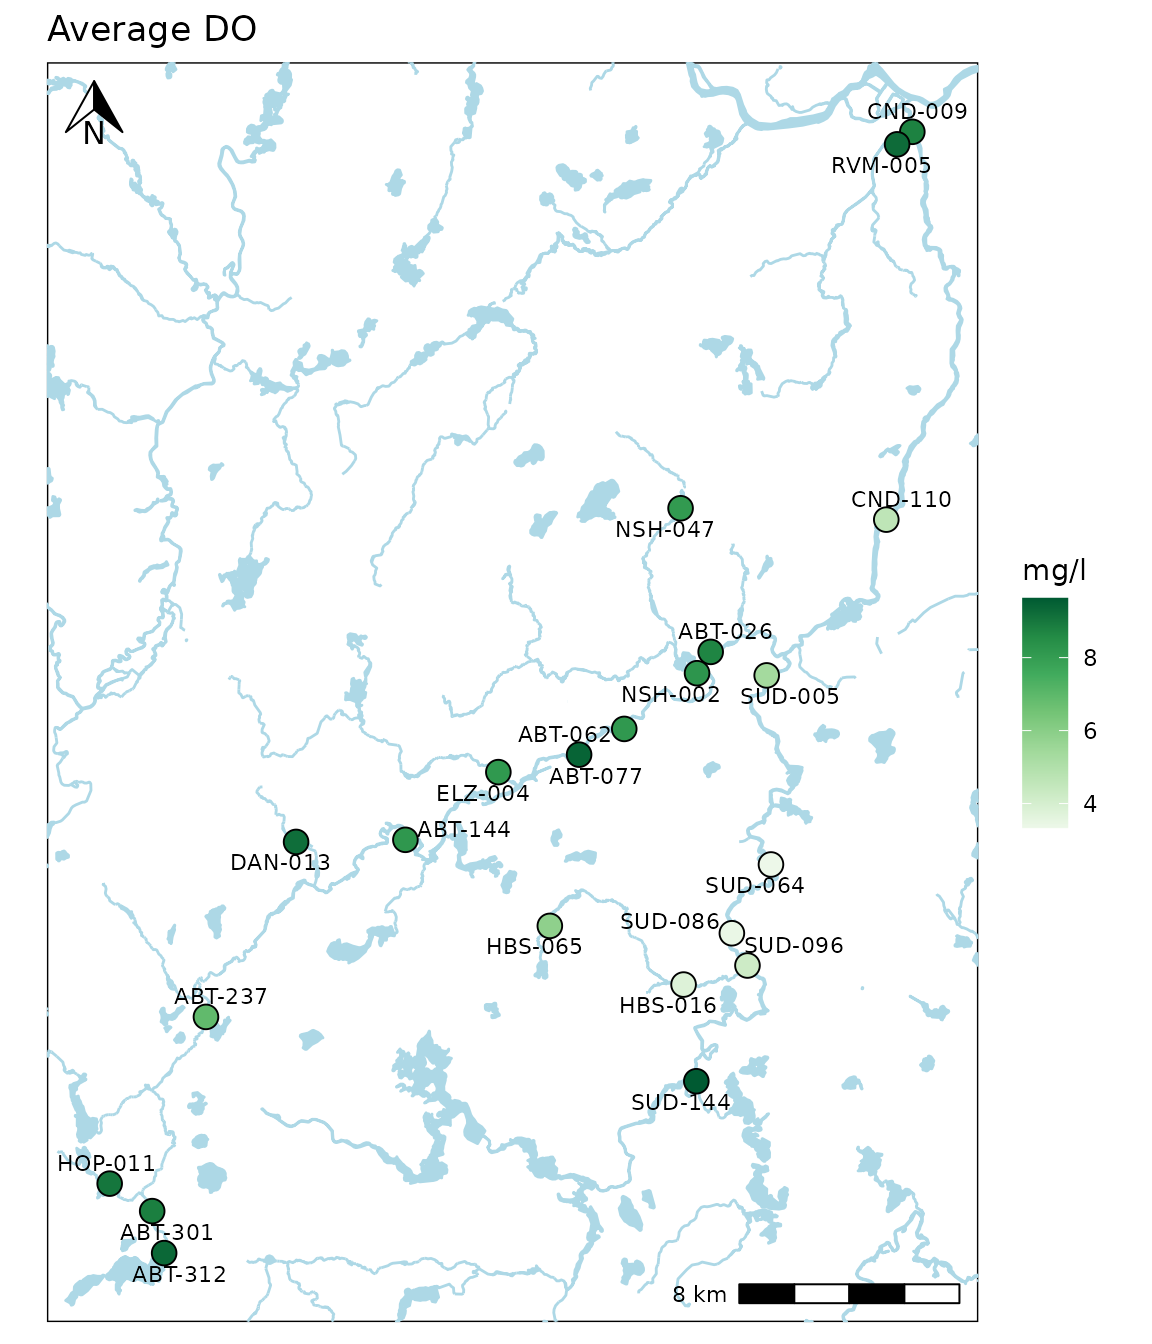 Average DO
N
CND-009
RVM-005
CND-110
NSH-047
mg/l
8
6
4
ABT-026
NSH-002
SUD-005
ABT-062
ABT-077
ELZ-004
ABT-144
DAN-013
SUD-064
SUD-086
SUD-096
HBS-065
HBS-016
ABT-237
SUD-144
HOP-011
ABT-301
ABT-312
8 km